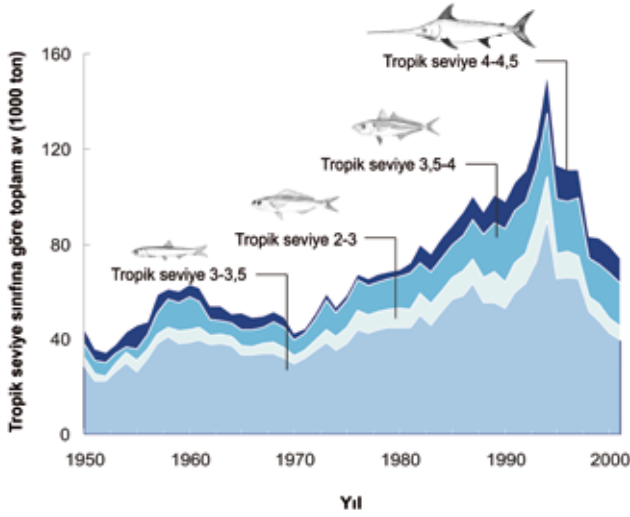 Tropik seviye sınıfına göre toplam av (1000 ton)
160
120
80
40
0
Tropik seviye 4-4,5
Tropik seviye 3,5-4
Tropik seviye 2-3
Tropik seviye 3-3,5
1950
1960
1970
1980
1990
2000
Yıl